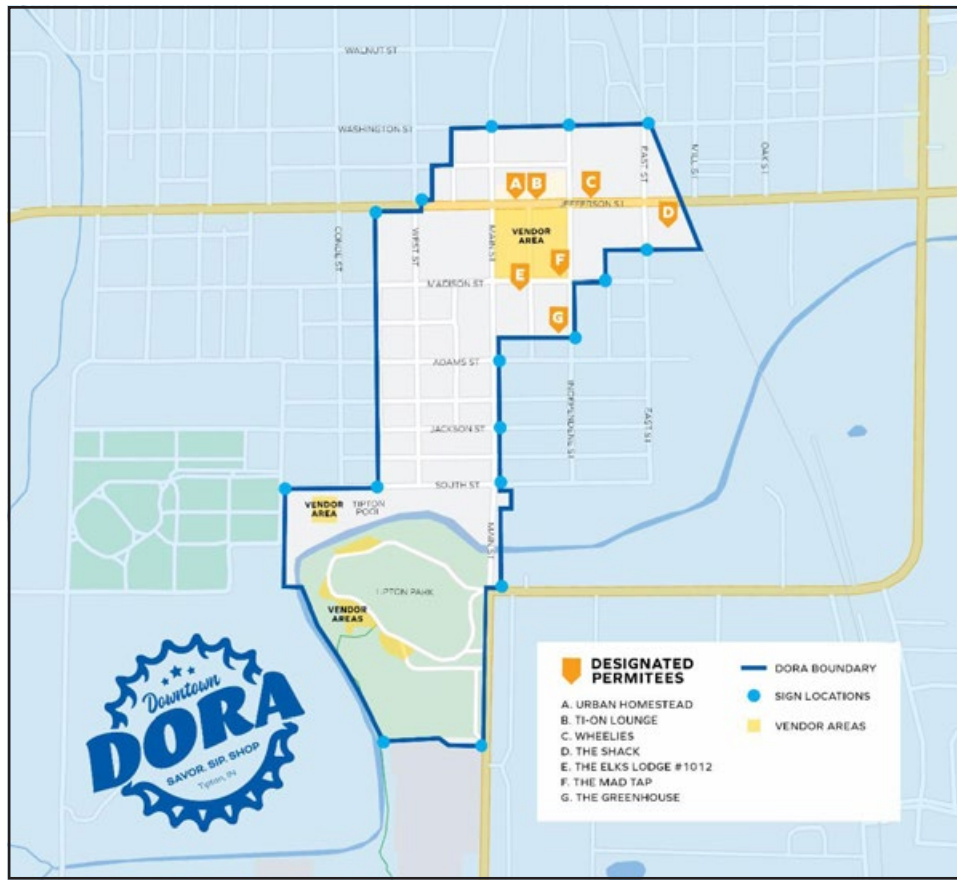 WALNUT ST
WASHINGTON ST
EAST ST
MILL ST
OAK ST
A
B
C
JEFFERSON ST
D
CONDE ST
WEST ST
MAIN ST
VENDOR
AREA
F
E
MADISON ST
G
ADAMS ST
INDEPENDENC ST
EAST ST
JACKSON ST
SOUTH ST
VENDOR
AREA
TIPTON
POOL
MAIN ST
TIPTON PARK
VENDOR
AREAS
Downtown
DORA
SAVOR. SIP. SHOP
Tipton, IN
DESIGNATED
PERMITEES
A. URBAN HOMESTEAD
B. TI-ON LOUNGE
C. WHEELIES
D. THE SHACK
E. THE ELKS LODGE #1012
F. THE MAD TAP
G. THE GREENHOUSE
DORA BOUNDARY
SIGN LOCATIONS
VENDOR AREAS